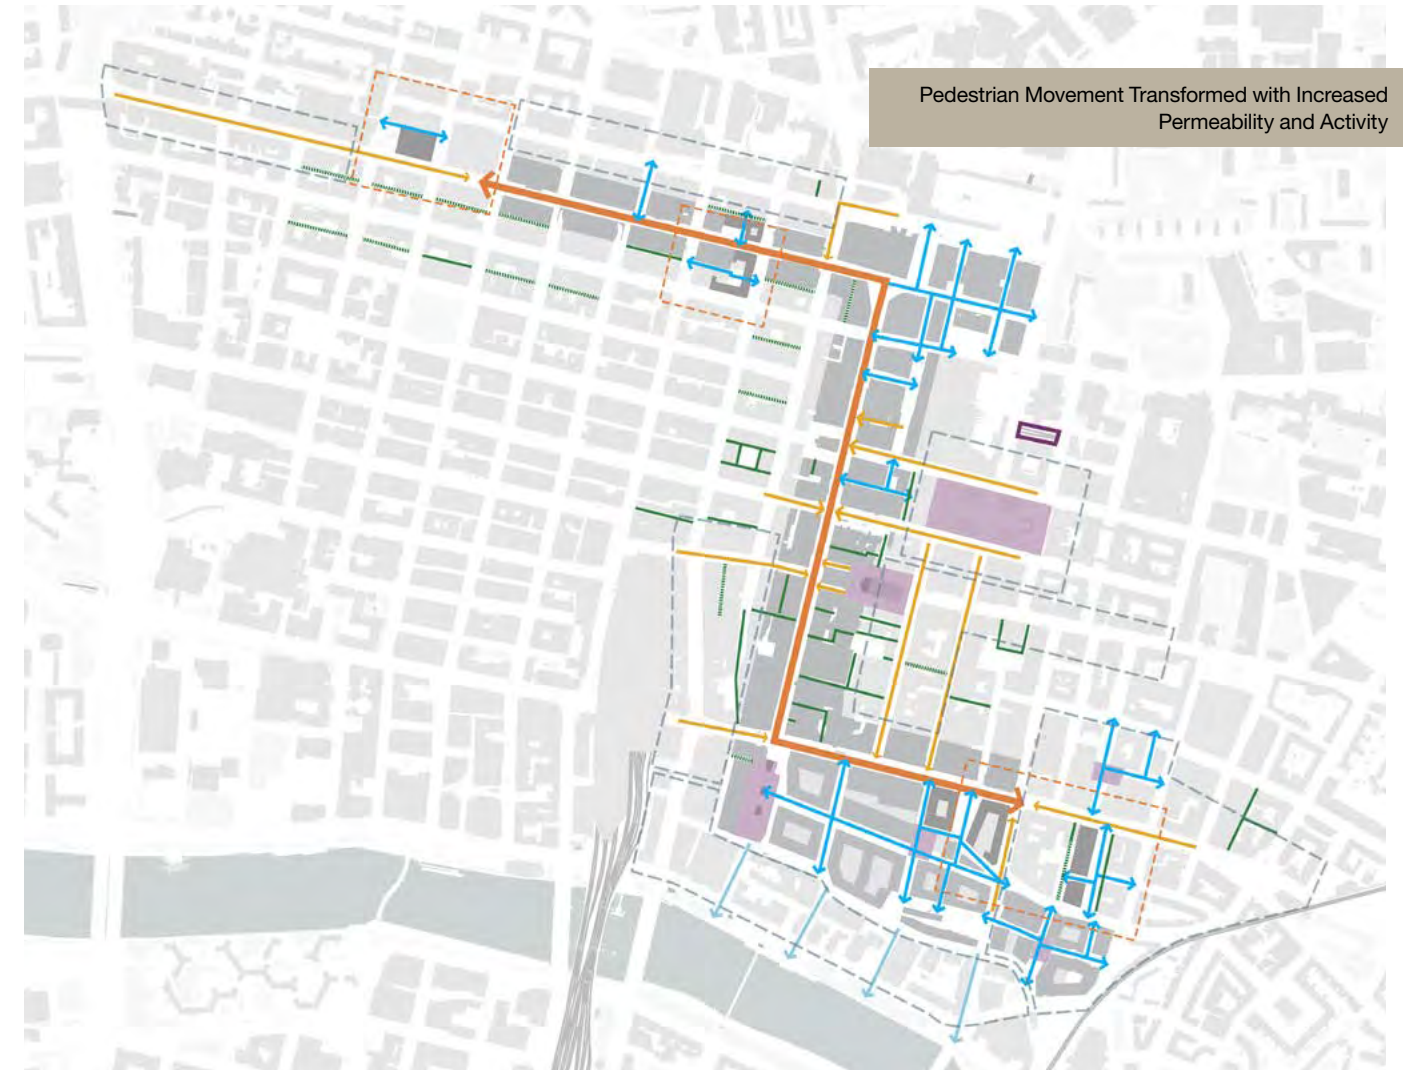 Pedestrian Movement Transformed with Increased
Permeability and Activity